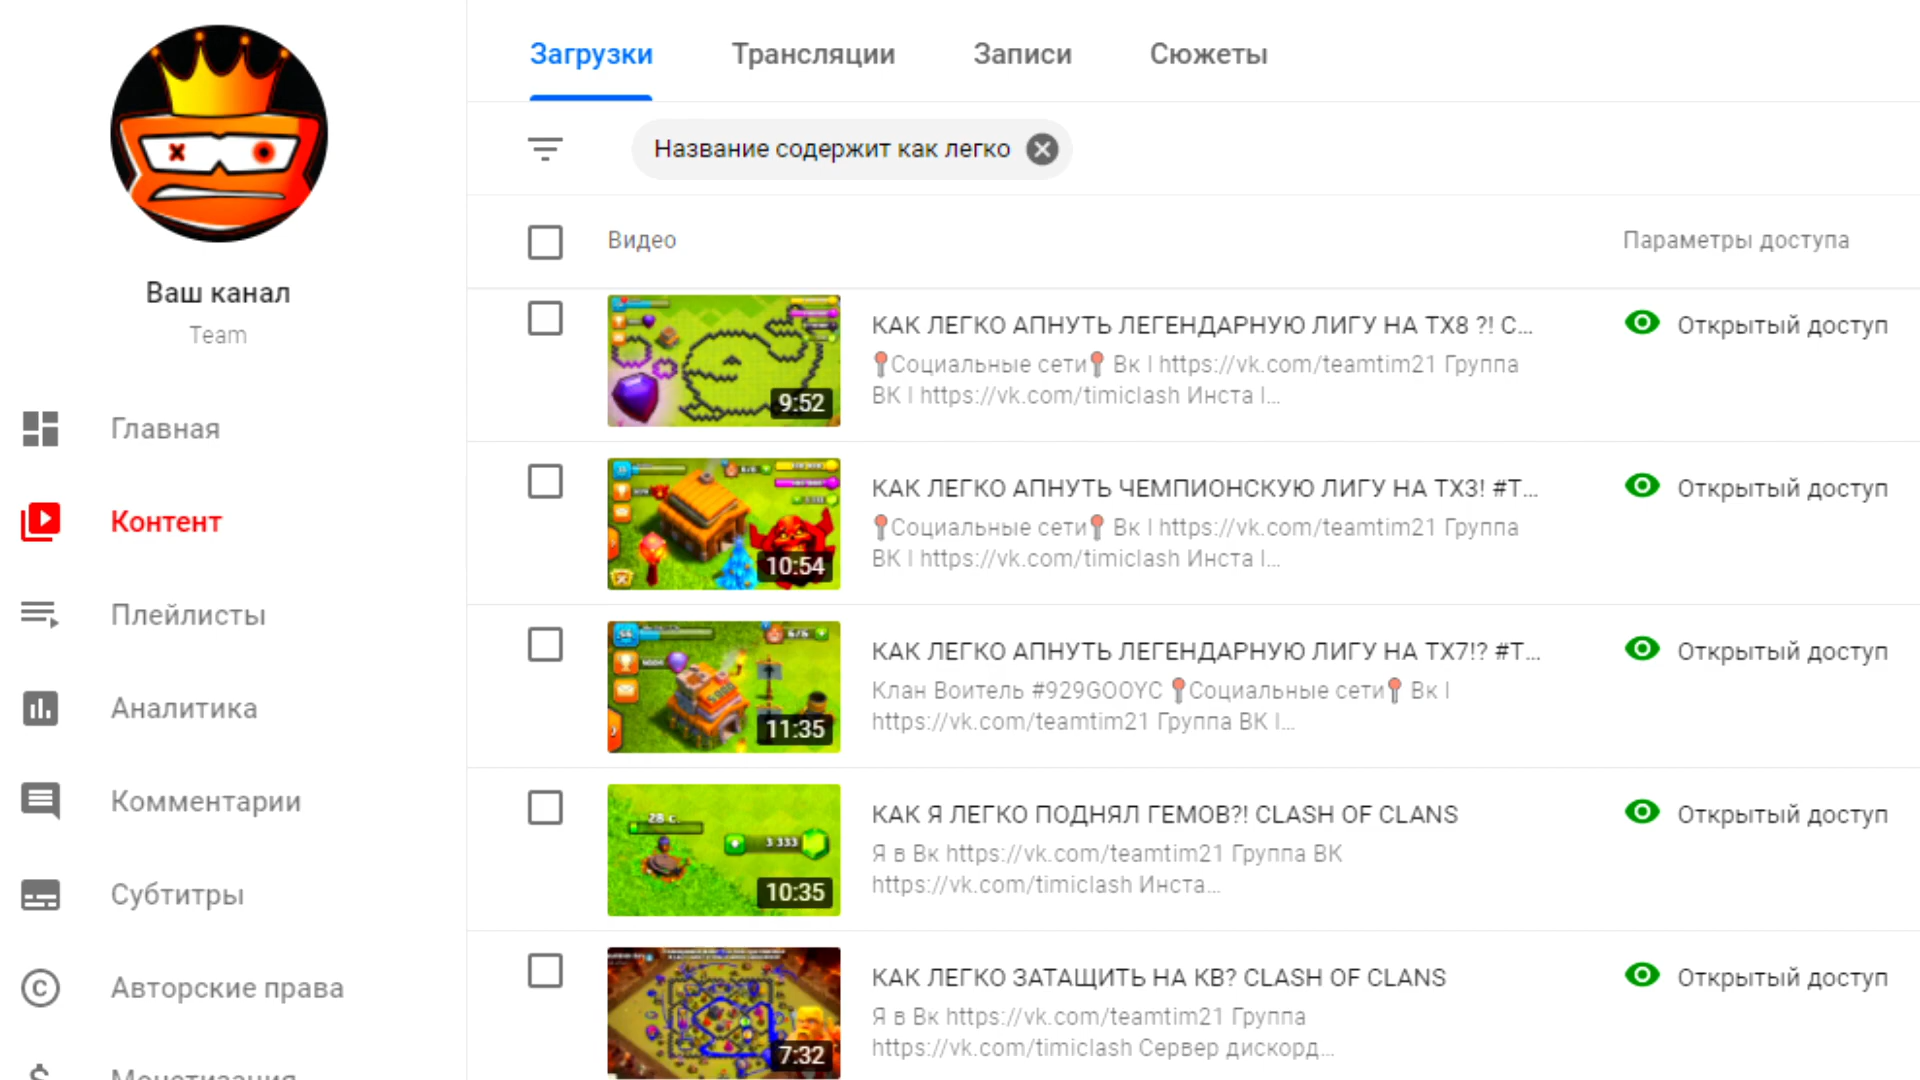 Загрузки Трансляции Записи Сюжеты
Название содержит как легко
Видео Параметры доступа
Ваш канал
Team
Главная
Контент
Плейлисты
Аналитика
Комментарии
Субтитры
Авторские права
Монетизация
КАК ЛЕГКО АПНУТЬ ЛЕГЕНДАРНУЮ ЛИГУ НА ТХ8 ?! С...
Социальные сети Вк I https://vk.com/teamtim21 Группа
ВК I https://vk.com/timiclash Инста I...
9:52
Открытый доступ
КАК ЛЕГКО АПНУТЬ ЧЕМПИОНСКУЮ ЛИГУ НА ТХ3! #Т...
Социальные сети Вк I https://vk.com/teamtim21 Группа
ВК I https://vk.com/timiclash Инста I...
10:54
Открытый доступ
КАК ЛЕГКО АПНУТЬ ЛЕГЕНДАРНУЮ ЛИГУ НА ТХ7!? #Т...
Клан Воитель #929GOOYC Социальные сети Вк I
https://vk.com/teamtim21 Группа ВК I...
6/6
11:35
Открытый доступ
КАК Я ЛЕГКО ПОДНЯЛ ГЕМОВ?! CLASH OF CLANS
Я в Вк https://vk.com/teamtim21 Группа ВК
https://vk.com/timiclash Инста...
28 с.
3 333
10:35
Открытый доступ
КАК ЛЕГКО ЗАТАЩИТЬ НА КВ? CLASH OF CLANS
Я в Вк https://vk.com/teamtim21 Группа
https://vk.com/timiclash Сервер дискорд...
7:32
Открытый доступ